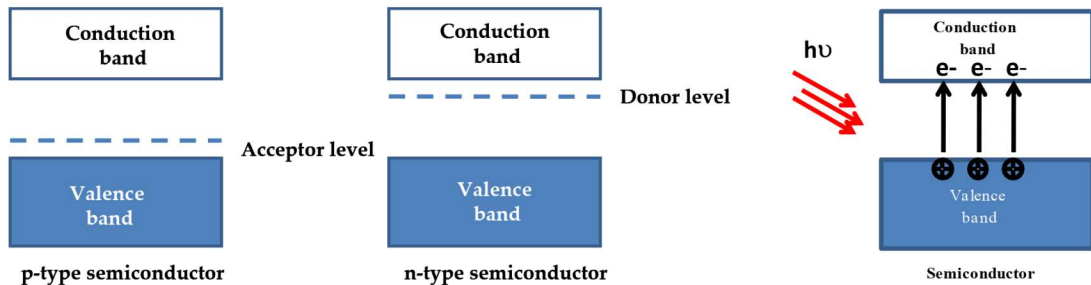 Conduction
band
Acceptor level
Valence
band
p-type semiconductor
Conduction
band
Donor level
Valence
band
n-type semiconductor
hυ
Conduction
band
e- e- e-
Valence
band
Semiconductor